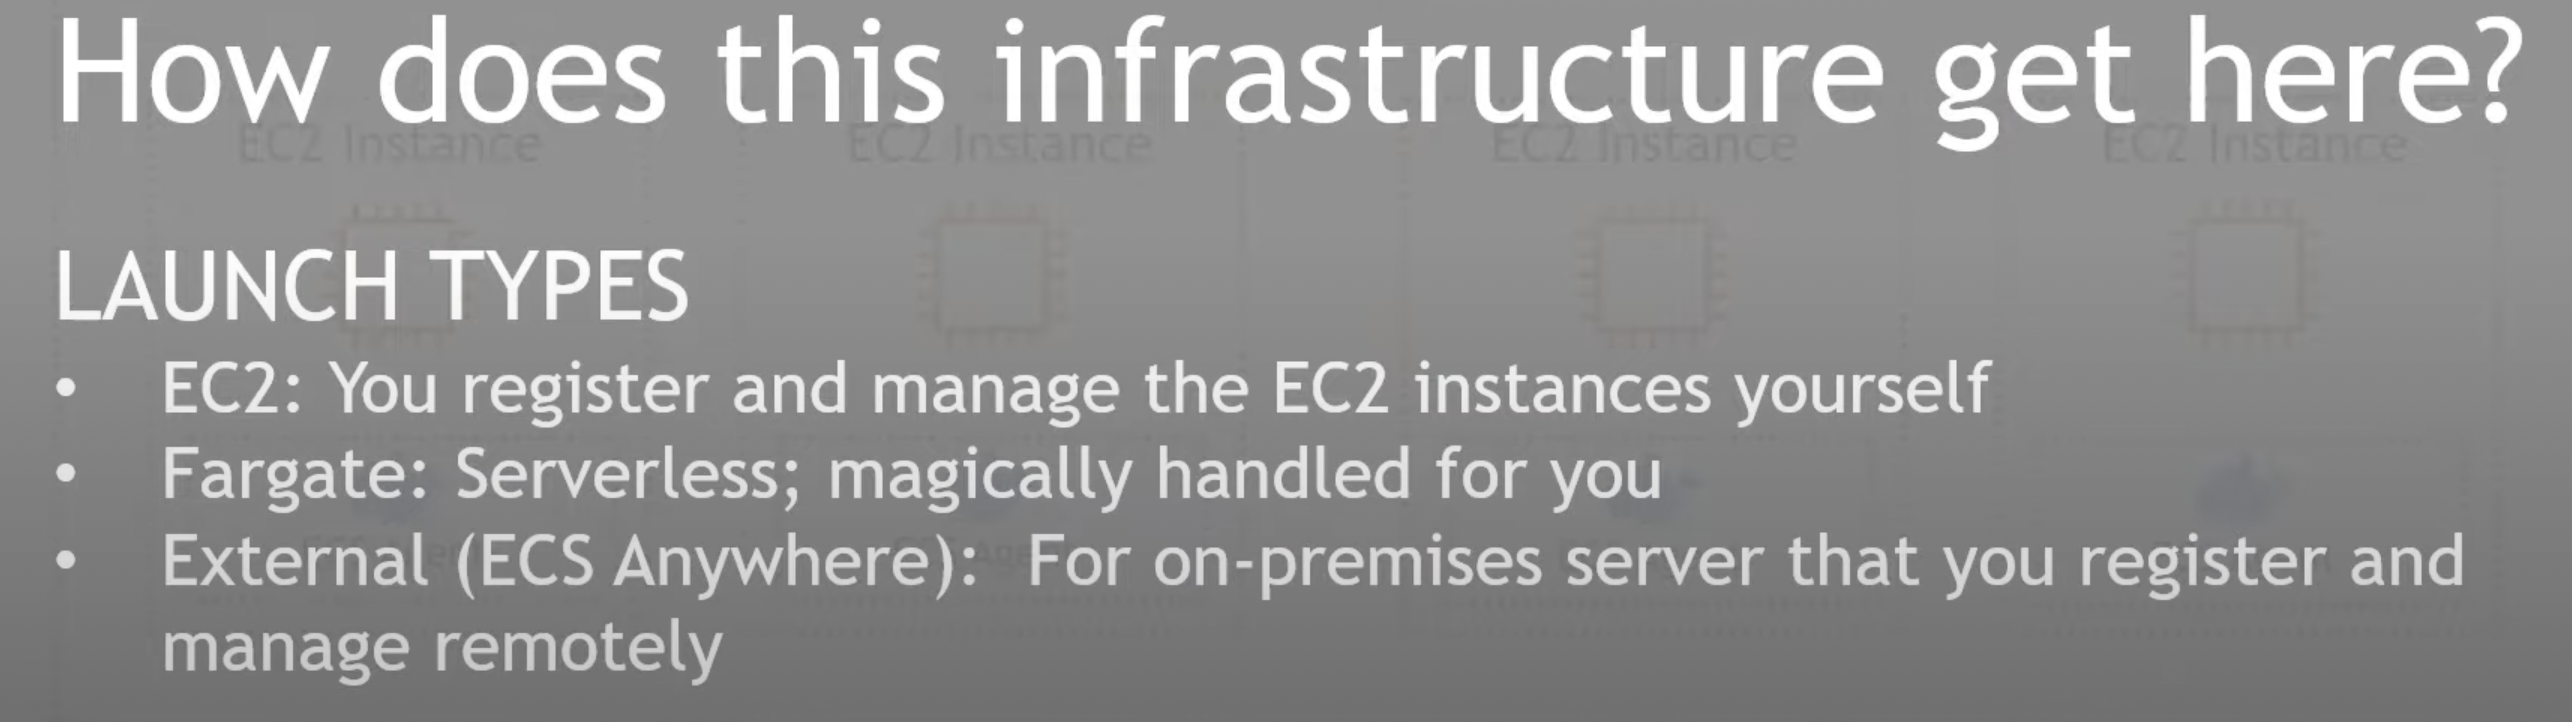 How does this infrastructure get here?
EC2 Instance EC2 Instance EC2 Instance EC2 Instance
LAUNCH TYPES
• EC2: You register and manage the EC2 instances yourself
• Fargate: Serverless; magically handled for you
• External (ECS Anywhere): For on-premises server that you register and
manage remotely